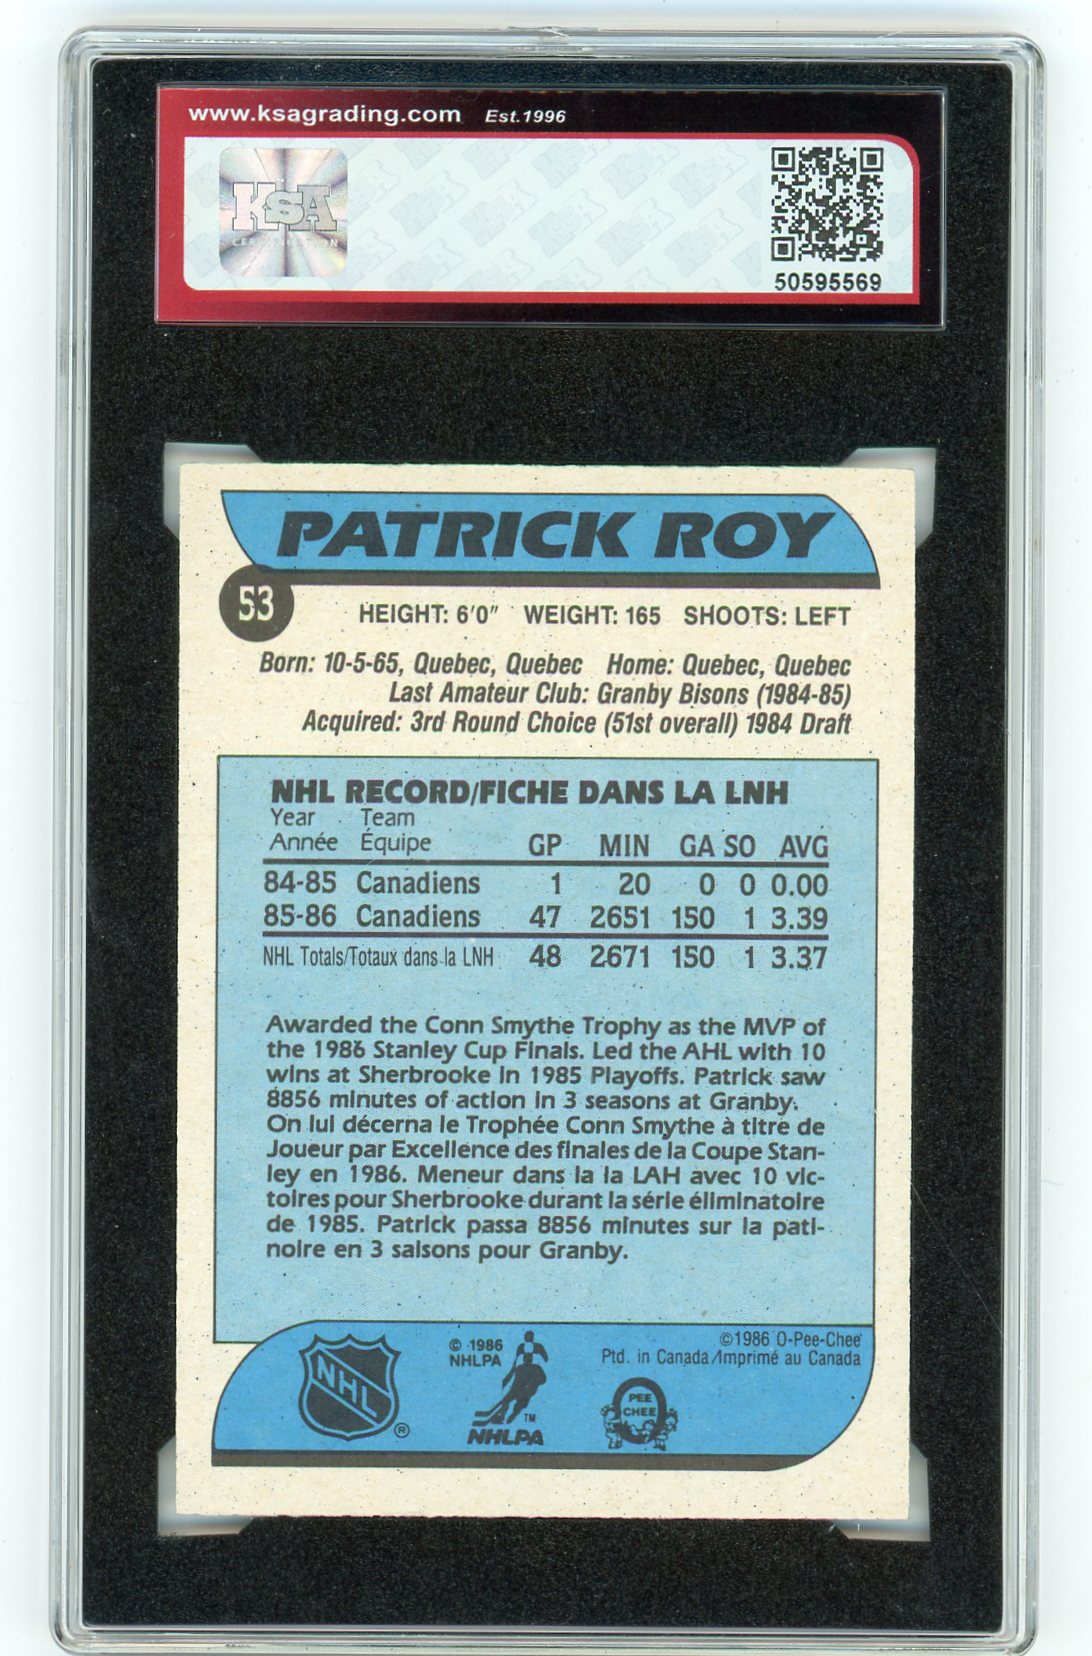 www.ksagrading.com Est.1996
KSA
CERTIFICATION
50595569
PATRICK ROY
53
HEIGHT: 6'0" WEIGHT: 165 SHOOTS: LEFT
Born: 10-5-65, Quebec, Quebec Home: Quebec, Quebec
Last Amateur Club: Granby Bisons (1984-85)
Acquired: 3rd Round Choice (51st overall) 1984 Draft
NHL RECORD/FICHE DANS LA LNH
Year Team
Année Équipe GP MIN GA SO AVG
84-85 Canadiens 1 20 0 0 0.00
85-86 Canadiens 47 2651 150 1 3.39
NHL Totals/Totaux dans la LNH 48 2671 150 1 3.37
Awarded the Conn Smythe Trophy as the MVP of
the 1986 Stanley Cup Finals. Led the AHL with 10
wins at Sherbrooke in 1985 Playoffs. Patrick saw
8856 minutes of action in 3 seasons at Granby.
On lui décerna le Trophée Conn Smythe à titre de
Joueur par Excellence des finales de la Coupe Stan-
ley en 1986. Meneur dans la la LAH avec 10 vic-
toires pour Sherbrooke durant la série éliminatoire
de 1985. Patrick passa 8856 minutes sur la pati-
noire en 3 saisons pour Granby.
NHL
®
© 1986
NHLPA
TM
NHLPA
©1986 O-Pee-Chee
Ptd. in Canada/Imprimé au Canada
O
PEE
CHEE